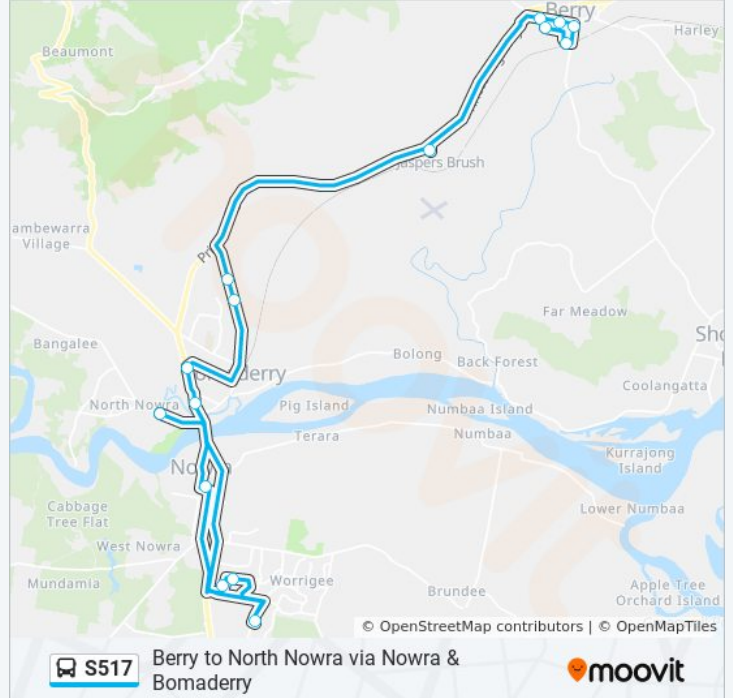 Berry
Beaumont
Harley
Jaspers Brush
ambewarra
Village
Pri
Far Meadow
Sho
Bangalee
Bolong
Back Forest
Bomaderry
Coolangatta
North Nowra
Pig Island
Numbaa Island
Terara
Numbaa
Nowra
Kurrajong
Island
Cabbage
Tree Flat
Lower Numbaa
West Nowra
Mundamia
Worrigee
Brundee
Apple Tree
Orchard Island
© OpenStreetMap contributors | © OpenMapTiles
S517
Berry to North Nowra via Nowra &
Bomaderry
moovit